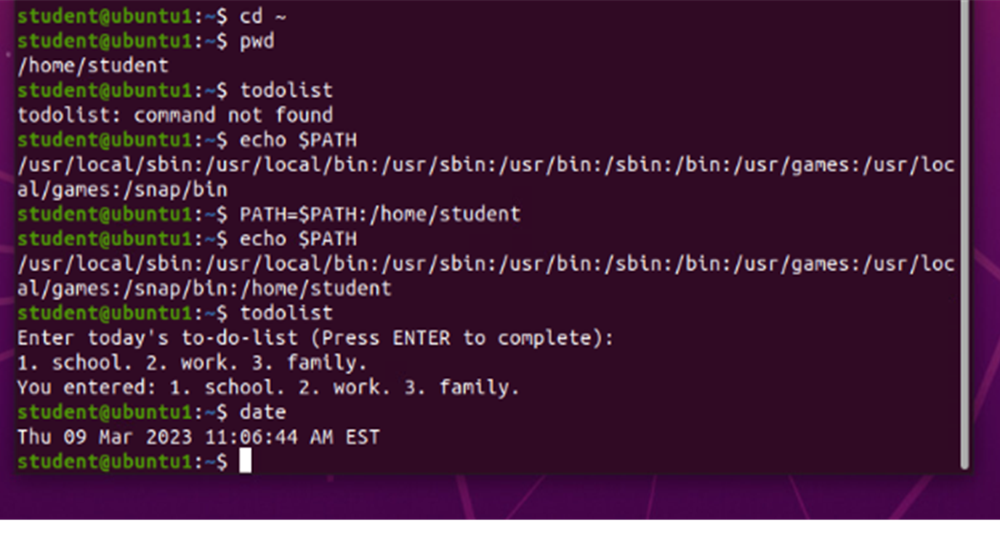 student@ubuntu1:~$ cd ~
student@ubuntu1:~$ pwd
/home/student
student@ubuntu1:~$ todolist
todolist: command not found
student@ubuntu1:~$ echo $PATH
/usr/local/sbin:/usr/local/bin:/usr/sbin:/usr/bin:/sbin:/bin:/usr/games:/usr/loc
al/games:/snap/bin
student@ubuntu1:~$ PATH=$PATH:/home/student
student@ubuntu1:~$ echo $PATH
/usr/local/sbin:/usr/local/bin:/usr/sbin:/usr/bin:/sbin:/bin:/usr/games:/usr/loc
al/games:/snap/bin:/home/student
student@ubuntu1:~$ todolist
Enter today's to-do-list (Press ENTER to complete):
1. school. 2. work. 3. family.
You entered: 1. school. 2. work. 3. family.
student@ubuntu1:~$ date
Thu 09 Mar 2023 11:06:44 AM EST
student@ubuntu1:~$